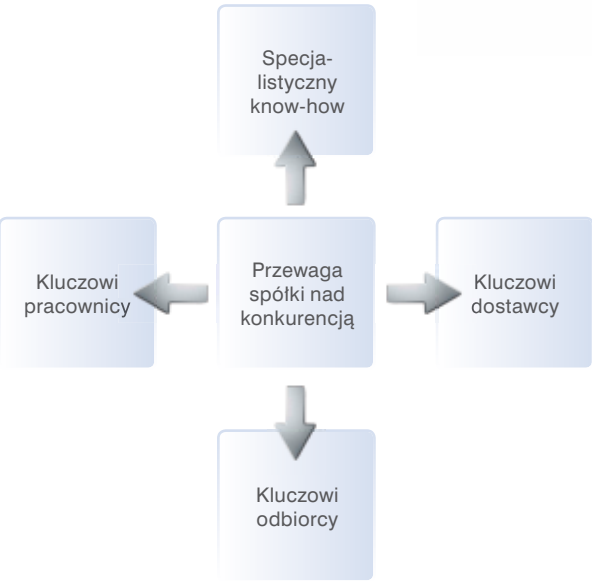 Specja-
listyczny
know-how
Kluczowi
pracownicy
Przewaga
spółki nad
konkurencją
Kluczowi
dostawcy
Kluczowi
odbiorcy